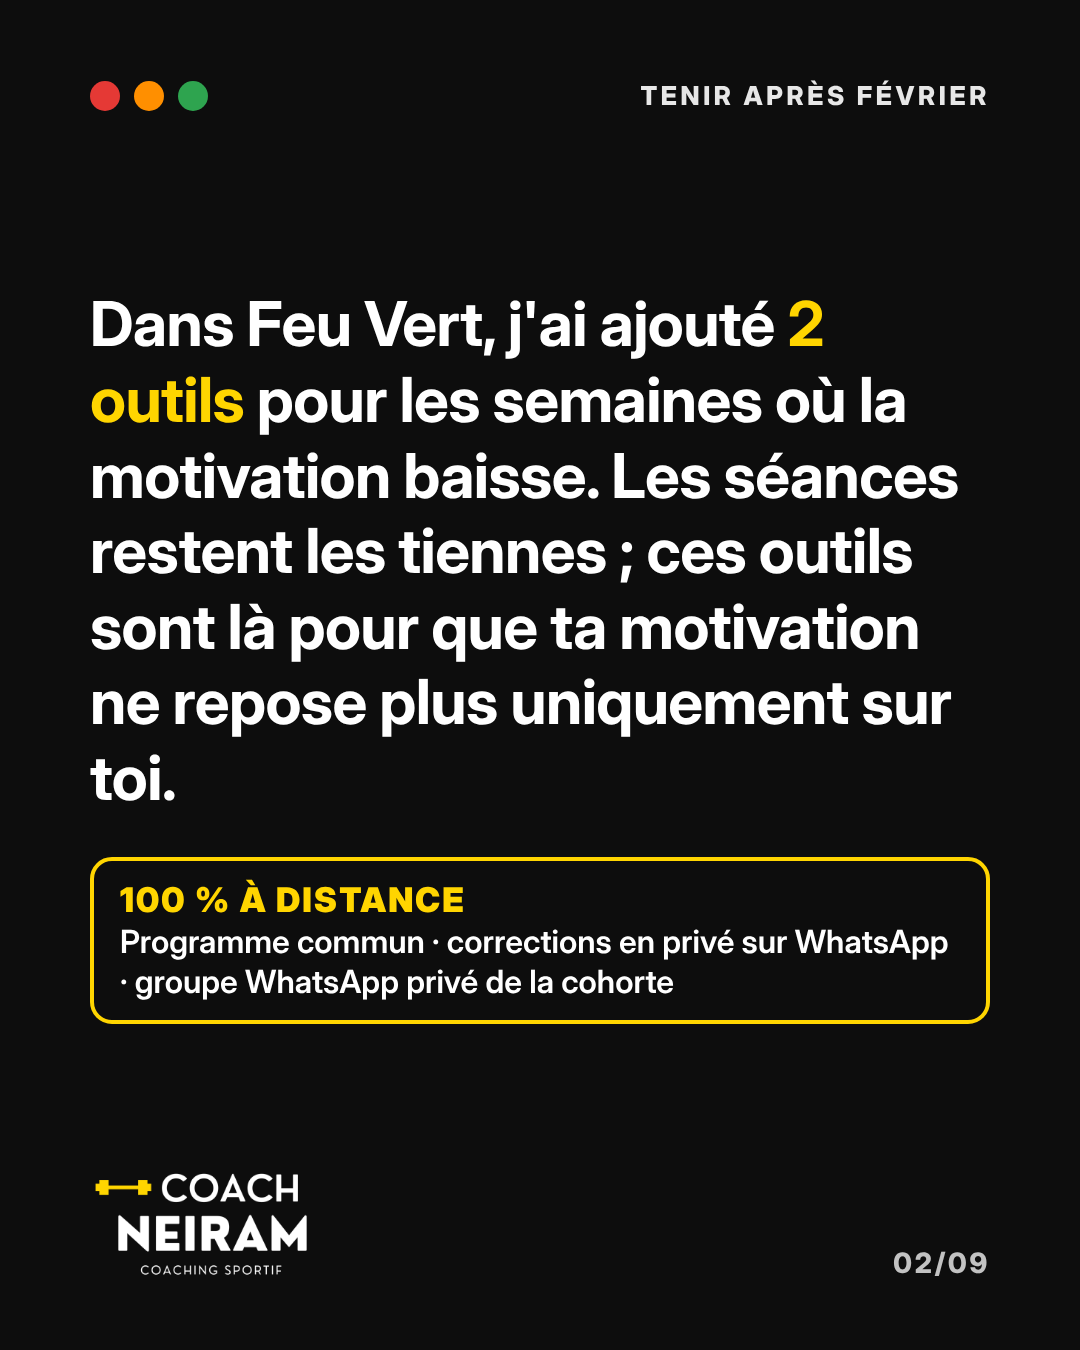 TENIR APRÈS FÉVRIER
Dans Feu Vert, j'ai ajouté 2
outils pour les semaines où la
motivation baisse. Les séances
restent les tiennes ; ces outils
sont là pour que ta motivation
ne repose plus uniquement sur
toi.
100 % À DISTANCE
Programme commun · corrections en privé sur WhatsApp
· groupe WhatsApp privé de la cohorte
COACH
NEIRAM
COACHING SPORTIF
02/09